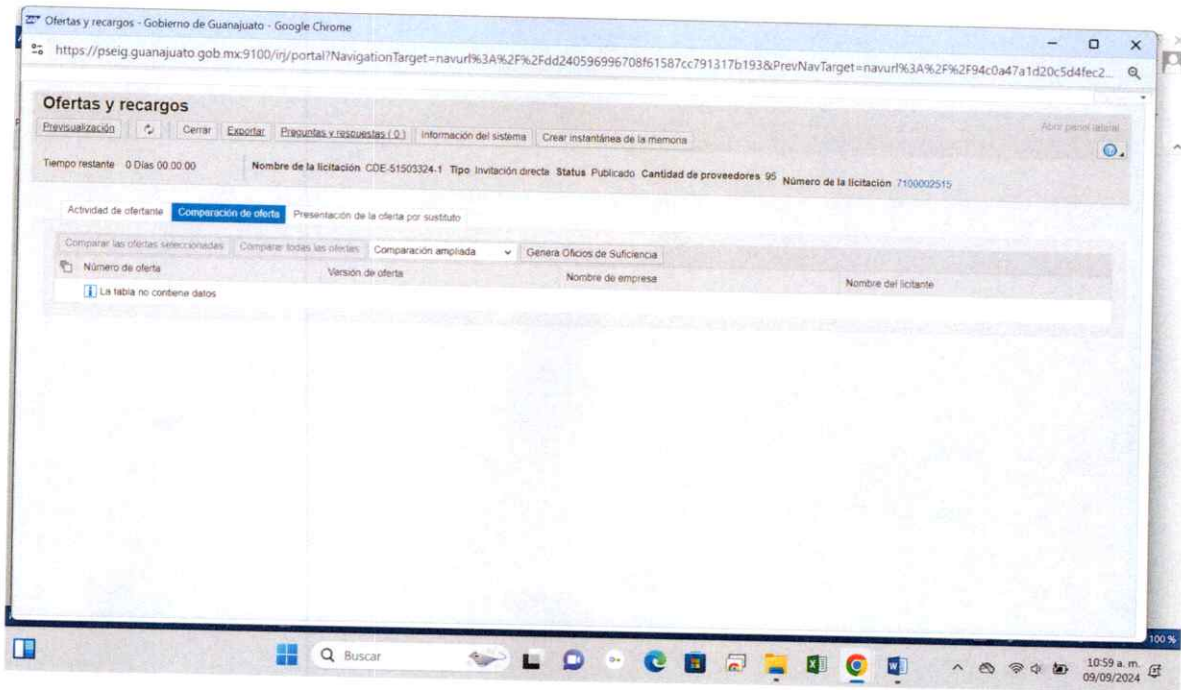 Ofertas y recargos - Gobierno de Guanajuato - Google Chrome
https://pseig.guanajuato.gob.mx:9100/irj/portal?NavigationTarget=navurl%3A%2F%2Fdd240596996708f61587cc791317b193&PrevNavTarget=navurl%3A%2F%2F94c0a47a1d20c5d4fec2...
Ofertas y recargos
Abrir panel lateral
Previsualización Cerrar Exportar Preguntas y respuestas ( 0 ) Información del sistema Crear instantánea de la memoria
Tiempo restante 0 Días 00:00:00 Nombre de la licitación CDE-51503324-1 Tipo Invitación directa Status Publicado Cantidad de proveedores 95 Número de la licitación 7100002515
Actividad de ofertante Comparación de oferta Presentación de la oferta por sustituto
Comparar las ofertas seleccionadas Comparar todas las ofertas Comparación ampliada Genera Oficios de Suficiencia
Número de oferta Versión de oferta Nombre de empresa Nombre del licitante
La tabla no contiene datos
100 %
Buscar
10:59 a. m.
09/09/2024